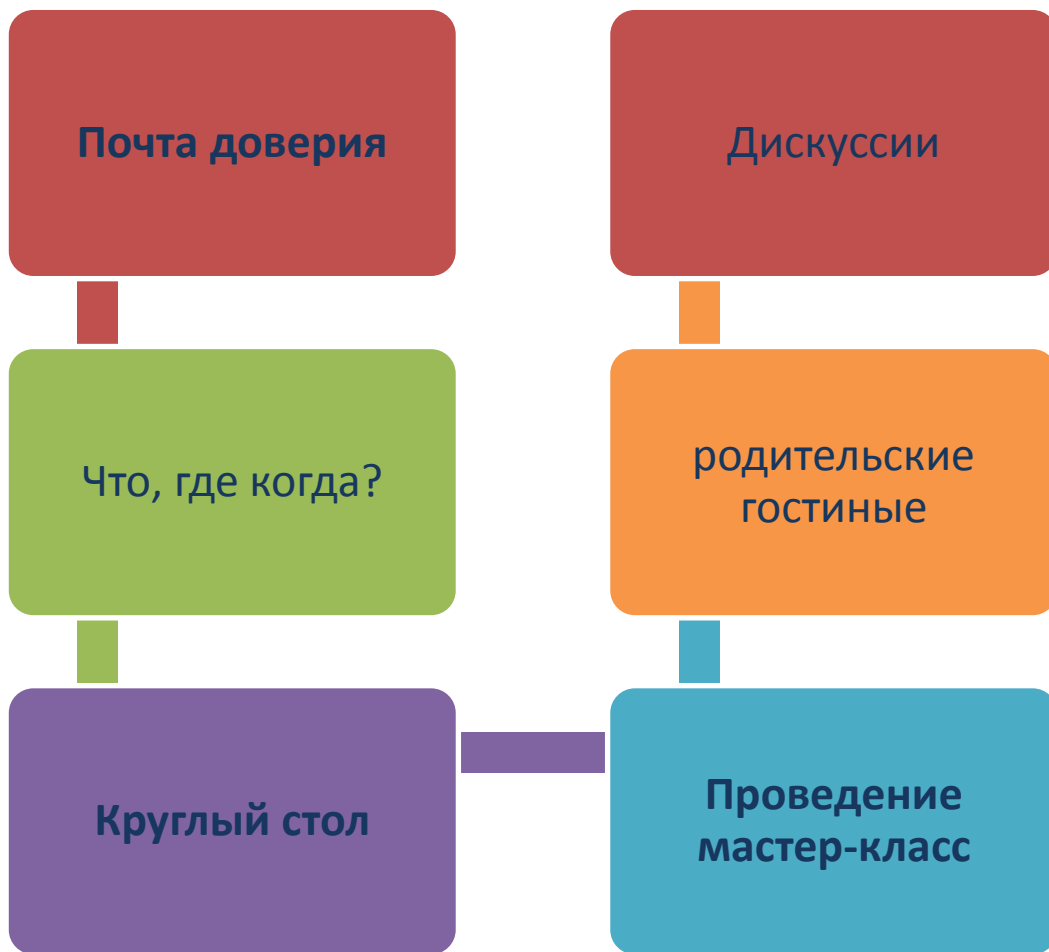 Почта доверия
Что, где когда?
Круглый стол
Проведение
мастер-класс
родительские
гостиные
Дискуссии